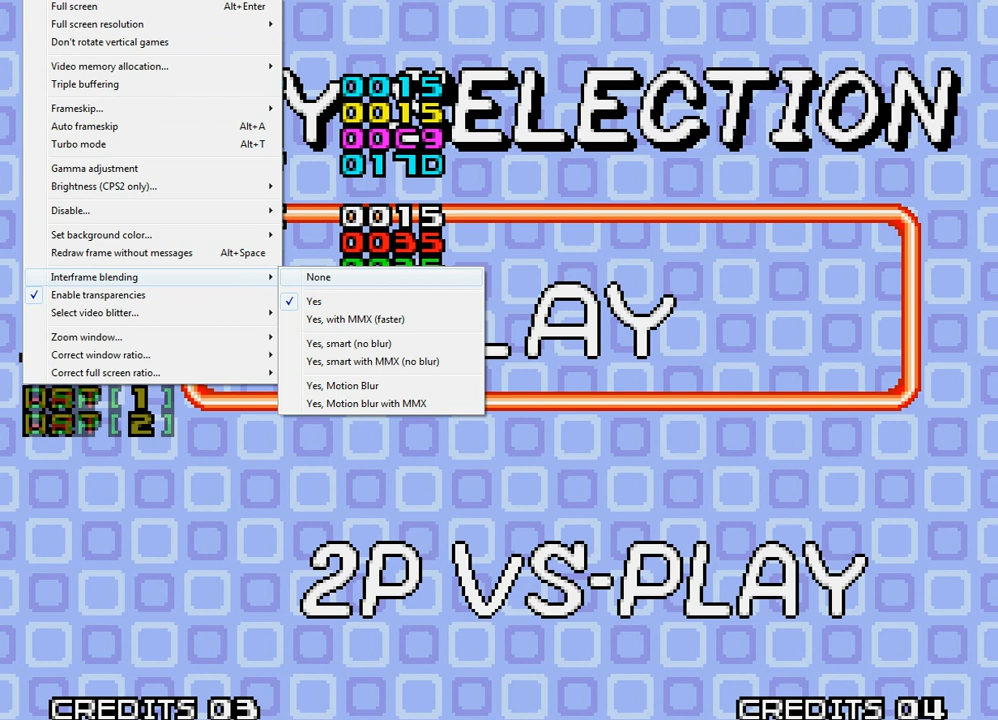 Full screen Alt+Enter
Full screen resolution
Don't rotate vertical games
Video memory allocation...
Triple buffering
Frameskip...
Auto frameskip Alt+A
Turbo mode Alt+T
Gamma adjustment
Brightness (CPS2 only)...
Disable...
Set background color...
Redraw frame without messages Alt+Space
Interframe blending
Enable transparencies
Select video blitter...
Zoom window...
Correct window ratio...
Correct full screen ratio...
None
Yes
Yes, with MMX (faster)
Yes, smart (no blur)
Yes, smart with MMX (no blur)
Yes, Motion Blur
Yes, Motion blur with MMX
Y ELECTION
0015
0015
00C9
017D
0015
0035
LAY
[1]
[2]
2P VS-PLAY
CREDITS 03 CREDITS 04